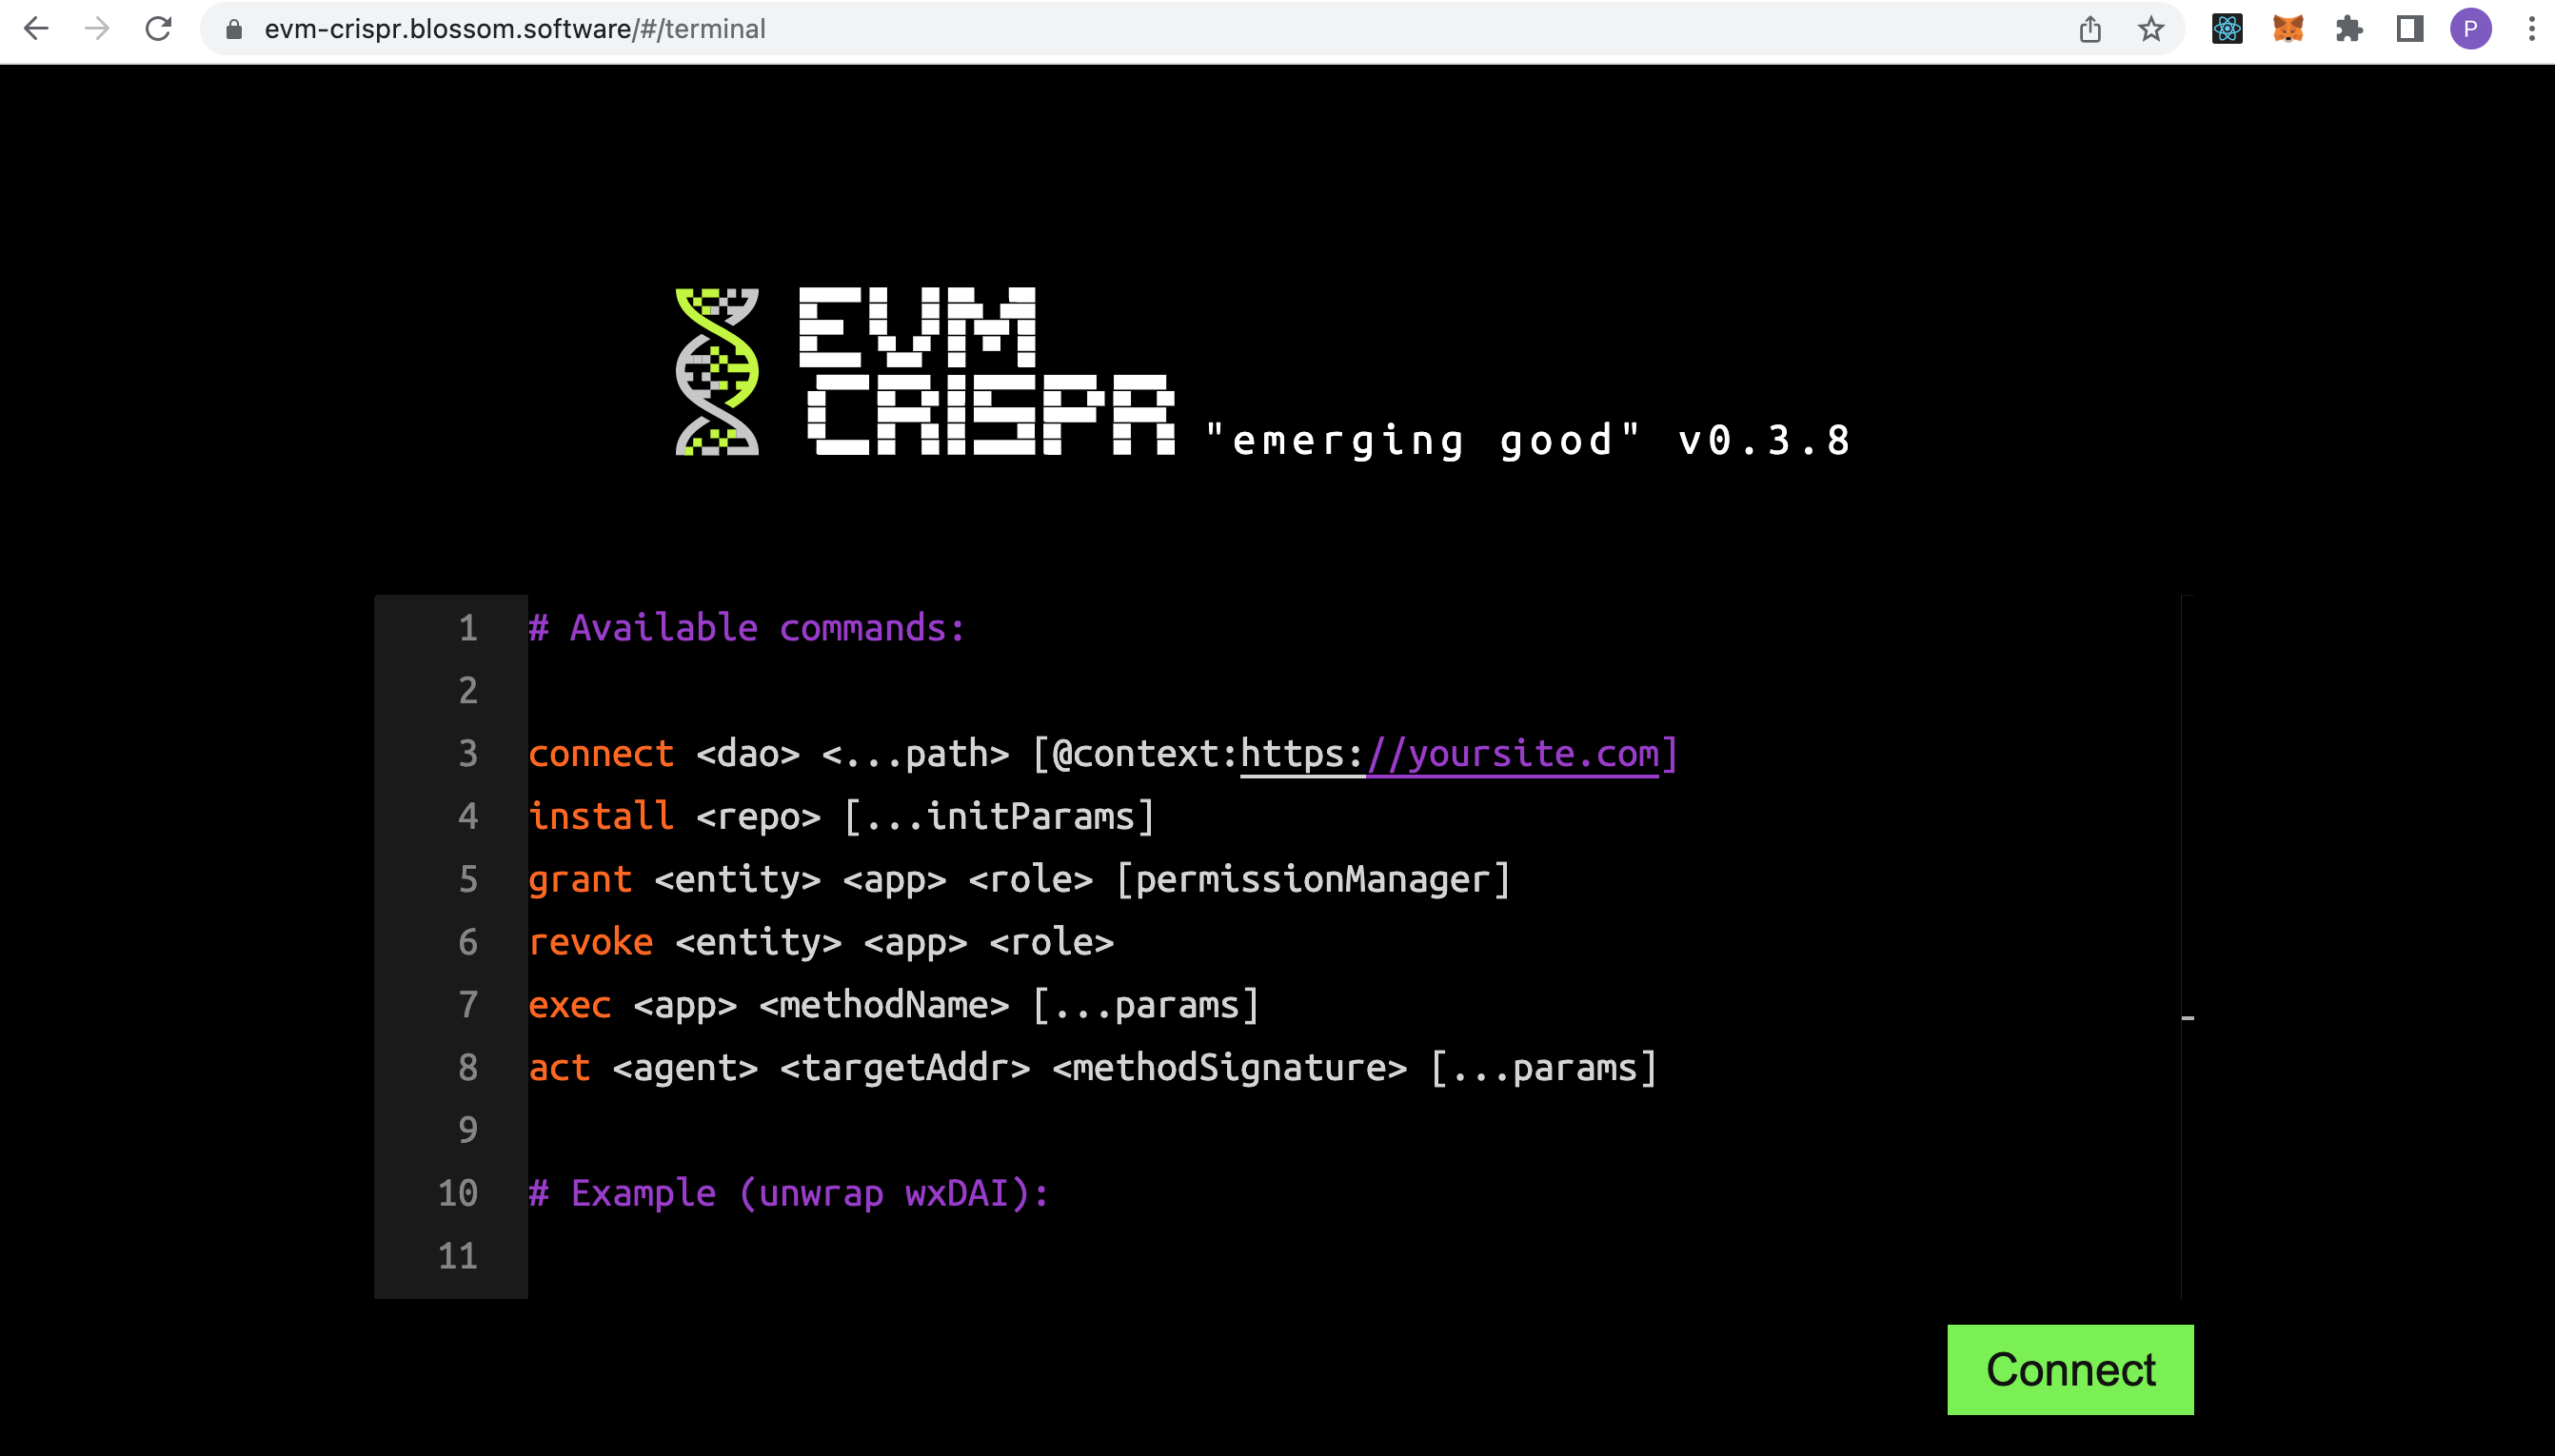 evm-crispr.blossom.software/#/terminal
P
EVM
CRISPR "emerging good" v0.3.8
1 # Available commands:
2
3 connect <dao> <...path> [@context:https://yoursite.com]
4 install <repo> [...initParams]
5 grant <entity> <app> <role> [permissionManager]
6 revoke <entity> <app> <role>
7 exec <app> <methodName> [...params]
8 act <agent> <targetAddr> <methodSignature> [...params]
9
10 # Example (unwrap wxDAI):
11
Connect